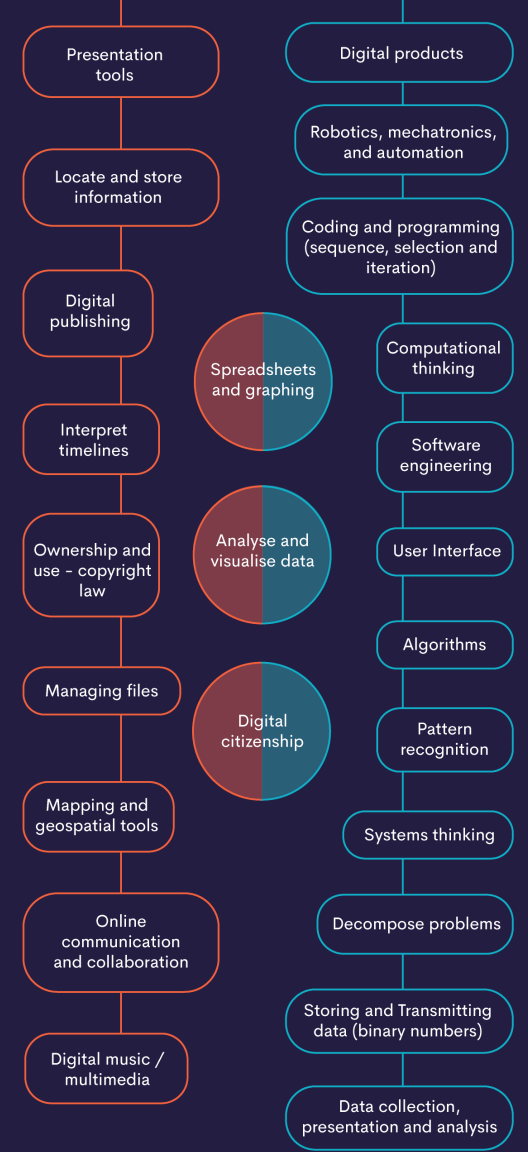 Presentation
tools
Locate and store
information
Digital
publishing
Interpret
timelines
Ownership and
use - copyright
law
Managing files
Mapping and
geospatial tools
Online
communication
and collaboration
Digital music /
multimedia
Spreadsheets
and graphing
Analyse and
visualise data
Digital
citizenship
Digital products
Robotics, mechatronics,
and automation
Coding and programming
(sequence, selection and
iteration)
Computational
thinking
Software
engineering
User Interface
Algorithms
Pattern
recognition
Systems thinking
Decompose problems
Storing and Transmitting
data (binary numbers)
Data collection,
presentation and analysis